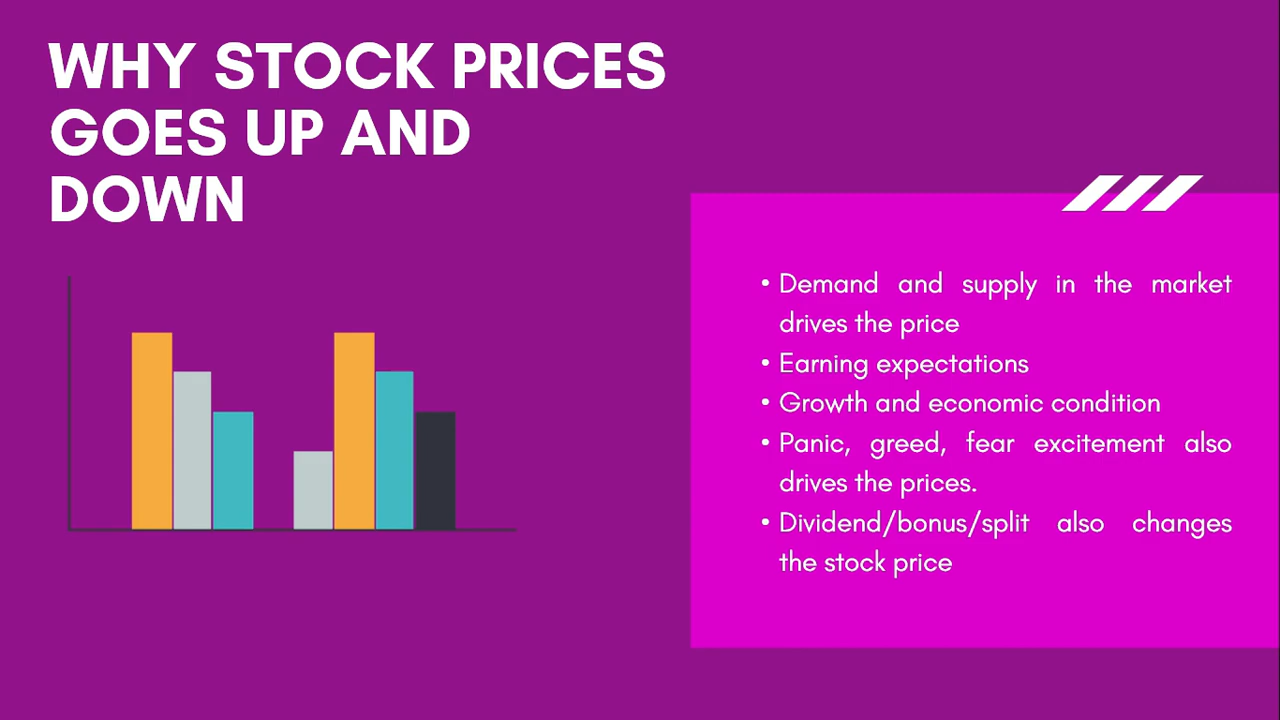 WHY STOCK PRICES
GOES UP AND
DOWN
• Demand and supply in the market
drives the price
• Earning expectations
• Growth and economic condition
• Panic, greed, fear excitement also
drives the prices.
• Dividend/bonus/split also changes
the stock price